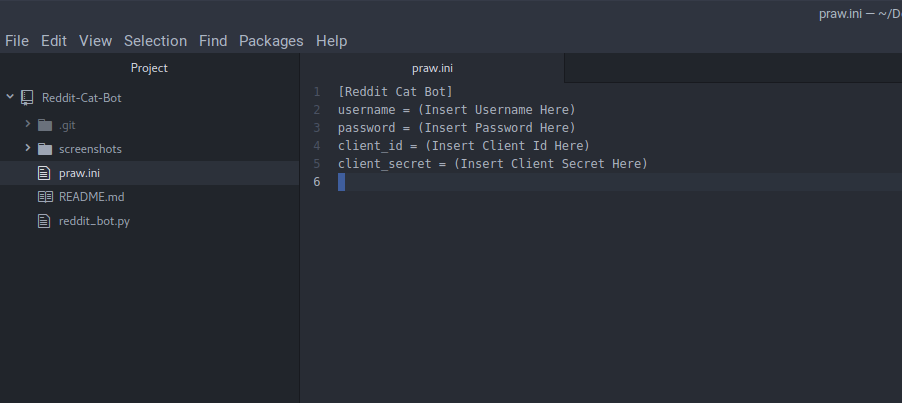 praw.ini — ~/D
File Edit View Selection Find Packages Help
Project
praw.ini
Reddit-Cat-Bot
.git
screenshots
praw.ini
README.md
reddit_bot.py
1 [Reddit Cat Bot]
2 username = (Insert Username Here)
3 password = (Insert Password Here)
4 client_id = (Insert Client Id Here)
5 client_secret = (Insert Client Secret Here)
6